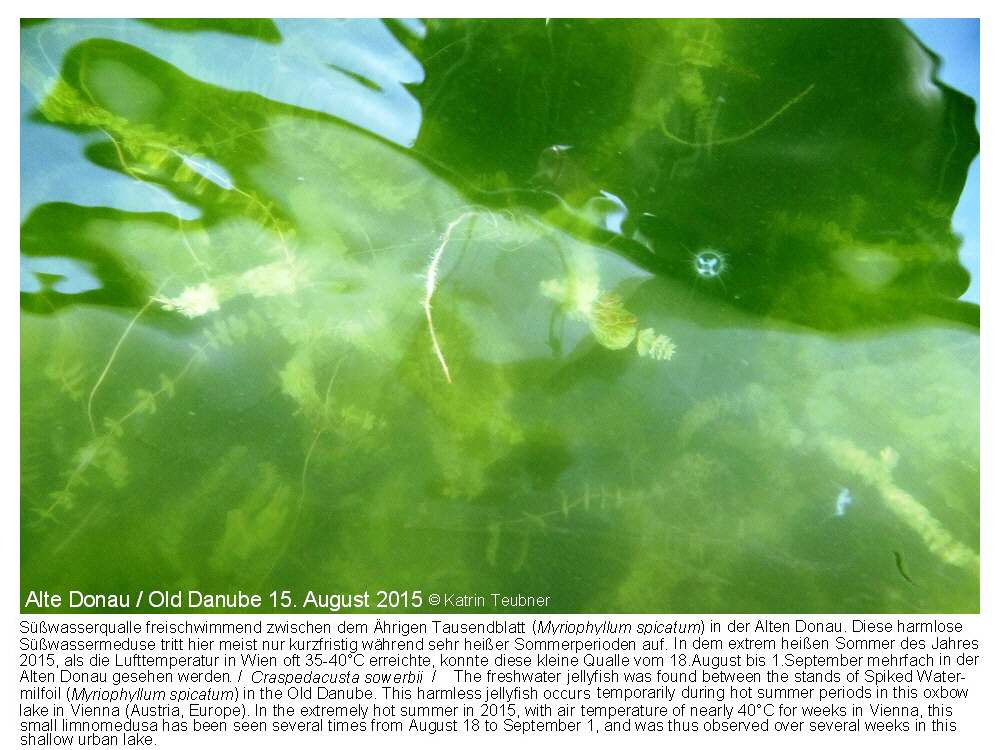 Alte Donau / Old Danube 15. August 2015 © Katrin Teubner
Süßwasserqualle freischwimmend zwischen dem Ährigen Tausendblatt (Myriophyllum spicatum) in der Alten Donau. Diese harmlose
Süßwassermeduse tritt hier meist nur kurzfristig während sehr heißer Sommerperioden auf. In dem extrem heißen Sommer des Jahres
2015, als die Lufttemperatur in Wien oft 35-40°C erreichte, konnte diese kleine Qualle vom 18.August bis 1.September mehrfach in der
Alten Donau gesehen werden. / Craspedacusta sowerbii / The freshwater jellyfish was found between the stands of Spiked Water-
milfoil (Myriophyllum spicatum) in the Old Danube. This harmless jellyfish occurs temporarily during hot summer periods in this oxbow
lake in Vienna (Austria, Europe). In the extremely hot summer in 2015, with air temperature of nearly 40°C for weeks in Vienna, this
small limnomedusa has been seen several times from August 18 to September 1, and was thus observed over several weeks in this
shallow urban lake.